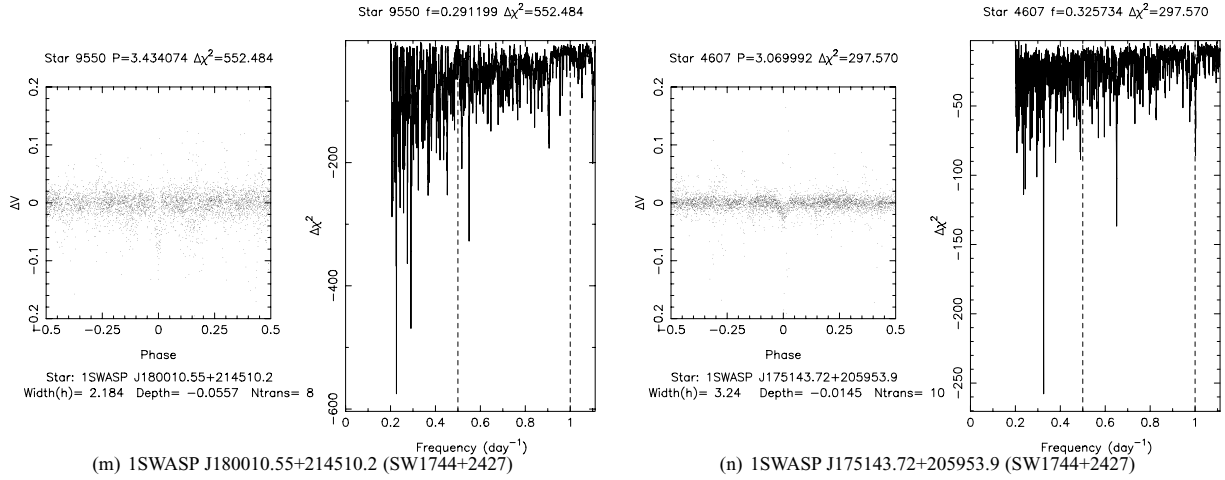 Star 9550 f=0.291199 Δχ²=552.484
Star 9550 P=3.434074 Δχ²=552.484
0.2
0.1
0
−0.1
−0.2
ΔV
−0.5
−0.25
0
0.25
0.5
Phase
Star: 1SWASP J180010.55+214510.2
Width(h)= 2.184 Depth= −0.0557 Ntrans= 8
−200
−400
−600
Δχ²
0
0.2
0.4
0.6
0.8
1
Frequency (day⁻¹)
(m) 1SWASP J180010.55+214510.2 (SW1744+2427)
Star 4607 f=0.325734 Δχ²=297.570
Star 4607 P=3.069992 Δχ²=297.570
0.2
0.1
0
−0.1
−0.2
ΔV
−0.5
−0.25
0
0.25
0.5
Phase
Star: 1SWASP J175143.72+205953.9
Width(h)= 3.24 Depth= −0.0145 Ntrans= 10
−50
−100
−150
−200
−250
Δχ²
0
0.2
0.4
0.6
0.8
1
Frequency (day⁻¹)
(n) 1SWASP J175143.72+205953.9 (SW1744+2427)